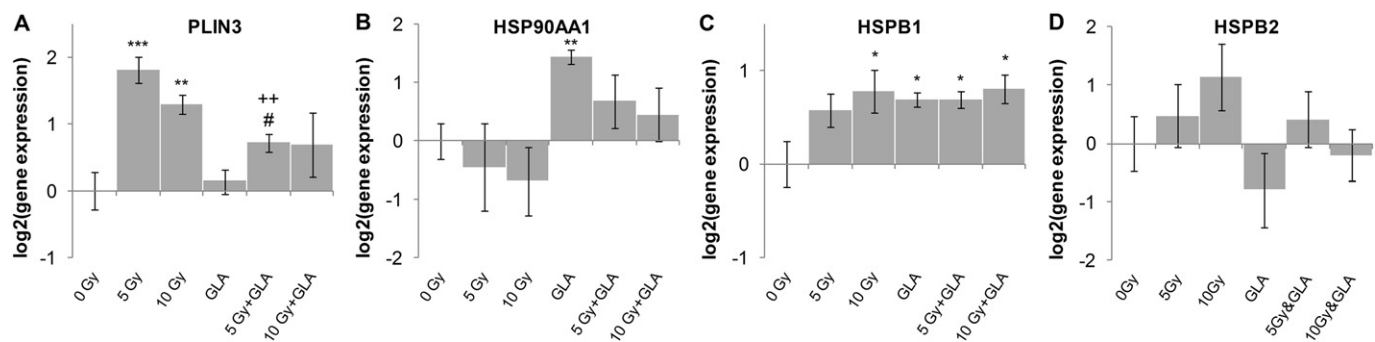 A
PLIN3
log2(gene expression)
2
1
0
-1
***
**
++
#
0 Gy
5 Gy
10 Gy
GLA
5 Gy+GLA
10 Gy+GLA
B
HSP90AA1
log2(gene expression)
2
1
0
-1
-2
**
0 Gy
5 Gy
10 Gy
GLA
5 Gy+GLA
10 Gy+GLA
C
HSPB1
log2(gene expression)
1
0
-1
*
*
*
*
0 Gy
5 Gy
10 Gy
GLA
5 Gy+GLA
10 Gy+GLA
D
HSPB2
log2(gene expression)
2
1
0
-1
-2
0Gy
5Gy
10Gy
GLA
5Gy&GLA
10Gy&GLA